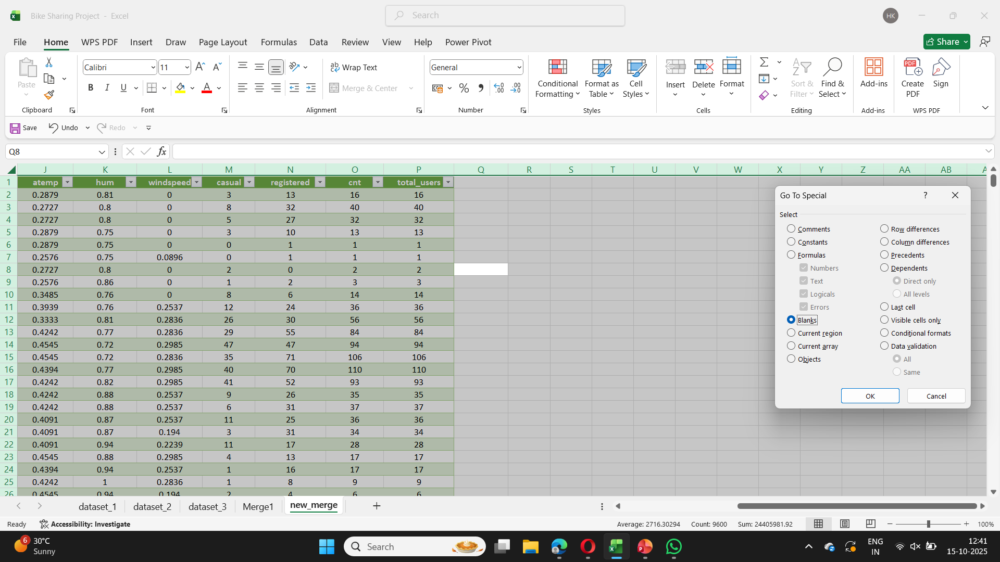 Bike Sharing Project - Excel
Search
HK
File Home WPS PDF Insert Draw Page Layout Formulas Data Review View Help Power Pivot
Share
Paste
Clipboard
Calibri 11
B I U A
Font
Wrap Text
Merge & Center
Alignment
General
Number
Conditional Formatting
Format as Table
Cell Styles
Styles
Insert Delete Format
Cells
Sort & Filter
Find & Select
Editing
Add-ins
Add-ins
Create PDF
Sign
WPS PDF
Save Undo Redo
Q8 fx
J K L M N O P Q R S T U V W X Y Z AA AB A
1 atemp hum windspeed casual registered cnt total_users
2 0.2879 0.81 0 3 13 16 16
3 0.2727 0.8 0 8 32 40 40
4 0.2727 0.8 0 5 27 32 32
5 0.2879 0.75 0 3 10 13 13
6 0.2879 0.75 0 0 1 1 1
7 0.2576 0.75 0.0896 0 1 1 1
8 0.2727 0.8 0 2 0 2 2
9 0.2576 0.86 0 1 2 3 3
10 0.3485 0.76 0 8 6 14 14
11 0.3939 0.76 0.2537 12 24 36 36
12 0.3333 0.81 0.2836 26 30 56 56
13 0.4242 0.77 0.2836 29 55 84 84
14 0.4545 0.72 0.2985 47 47 94 94
15 0.4545 0.72 0.2836 35 71 106 106
16 0.4394 0.77 0.2985 40 70 110 110
17 0.4242 0.82 0.2985 41 52 93 93
18 0.4242 0.88 0.2537 9 26 35 35
19 0.4242 0.88 0.2537 6 31 37 37
20 0.4091 0.87 0.2537 11 25 36 36
21 0.4091 0.87 0.194 3 31 34 34
22 0.4091 0.94 0.2239 11 17 28 28
23 0.4545 0.88 0.2985 4 13 17 17
24 0.4394 0.94 0.2537 1 16 17 17
25 0.4242 1 0.2836 1 8 9 9
26 0.4545 0.94 0.194 2 4 6 6
Go To Special ?
Select
Comments
Constants
Formulas
Numbers
Text
Logicals
Errors
Blanks
Current region
Current array
Objects
Row differences
Column differences
Precedents
Dependents
Direct only
All levels
Last cell
Visible cells only
Conditional formats
Data validation
All
Same
OK Cancel
dataset_1 dataset_2 dataset_3 Merge1 new_merge
Ready Accessibility: Investigate Average: 2716.30294 Count: 9600 Sum: 24405981.92 100%
6 30°C
Sunny
Search
ENG
IN
12:41
15-10-2025